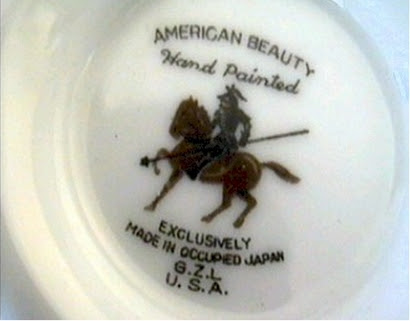 AMERICAN BEAUTY
Hand Painted
EXCLUSIVELY
MADE IN OCCUPIED JAPAN
G.Z.L
U.S.A.